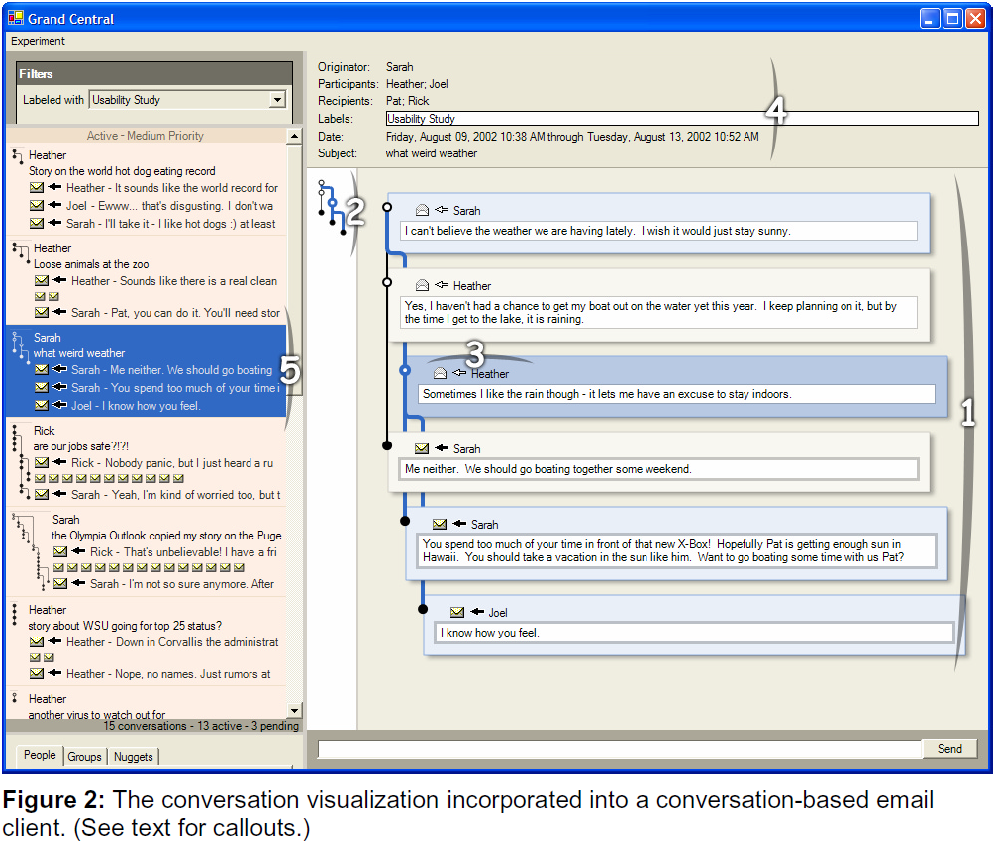 Grand Central
Experiment
Filters
Labeled with Usability Study
Active - Medium Priority
Heather
Story on the world hot dog eating record
Heather - It sounds like the world record for
Joel - Ewww... that's disgusting. I don't wa
Sarah - I'll take it - I like hot dogs :) at least
Heather
Loose animals at the zoo
Heather - Sounds like there is a real clean
Sarah - Pat, you can do it. You'll need stor
Sarah
what weird weather
Sarah - Me neither. We should go boating
Sarah - You spend too much of your time i
Joel - I know how you feel.
5
Rick
are our jobs safe?!?!
Rick - Nobody panic, but I just heard a ru
Sarah - Yeah, I'm kind of worried too, but t
Sarah
the Olympia Outlook copied my story on the Puge
Rick - That's unbelievable! I have a fri
Sarah - I'm not so sure anymore. After
Heather
story about WSU going for top 25 status?
Heather - Down in Corvallis the administrat
Heather - Nope, no names. Just rumors at
Heather
another virus to watch out for
15 conversations - 13 active - 3 pending
People Groups Nuggets
Originator: Sarah
Participants: Heather; Joel
Recipients: Pat; Rick
Labels: Usability Study
Date: Friday, August 09, 2002 10:38 AM through Tuesday, August 13, 2002 10:52 AM
Subject: what weird weather
4
2
Sarah
I can't believe the weather we are having lately. I wish it would just stay sunny.
Heather
Yes, I haven't had a chance to get my boat out on the water yet this year. I keep planning on it, but by
the time I get to the lake, it is raining.
3
Heather
Sometimes I like the rain though - it lets me have an excuse to stay indoors.
1
Sarah
Me neither. We should go boating together some weekend.
Sarah
You spend too much of your time in front of that new X-Box! Hopefully Pat is getting enough sun in
Hawaii. You should take a vacation in the sun like him. Want to go boating some time with us Pat?
Joel
I know how you feel.
Send
Figure 2: The conversation visualization incorporated into a conversation-based email
client. (See text for callouts.)